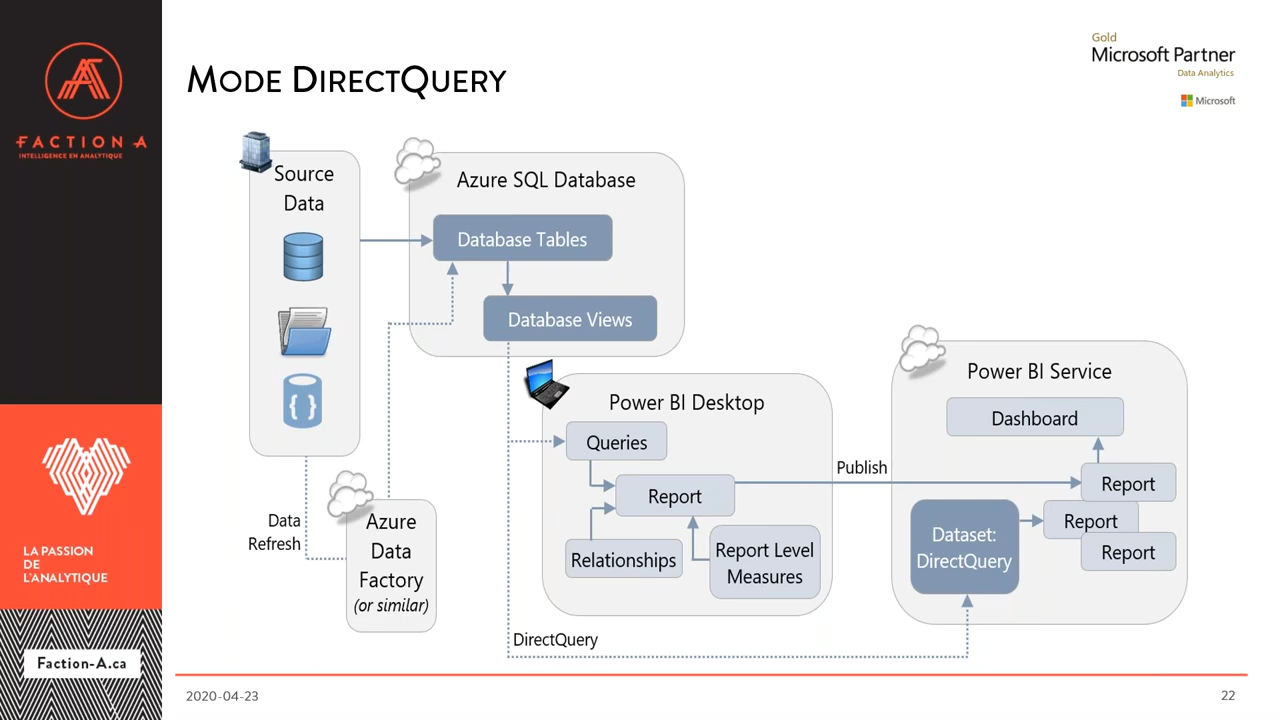 FACTION A
INTELLIGENCE EN ANALYTIQUE
LA PASSION
DE
L'ANALYTIQUE
Faction-A.ca
MODE DIRECTQUERY
Gold
Microsoft Partner
Data Analytics
Microsoft
Source
Data
Azure SQL Database
Database Tables
Database Views
Data
Refresh
Azure
Data
Factory
(or similar)
Power BI Desktop
Queries
Report
Relationships
Report Level
Measures
Publish
DirectQuery
Power BI Service
Dashboard
Report
Report
Report
Dataset:
DirectQuery
2020-04-23
22